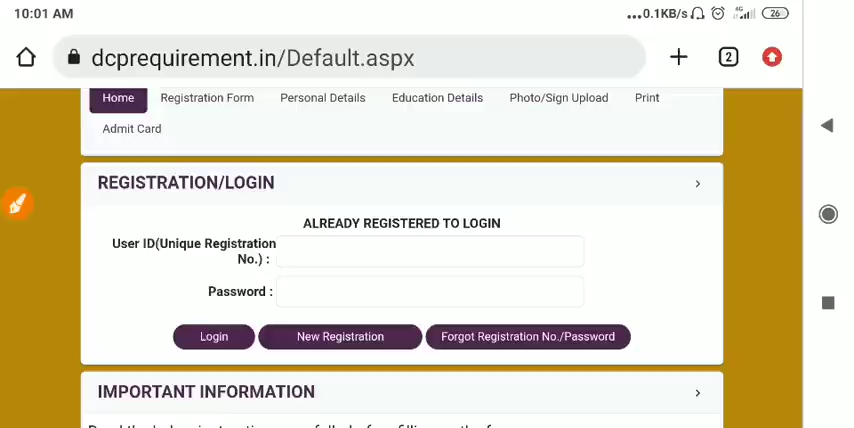 10:01 AM
...0.1KB/s 4G 26
dcprequirement.in/Default.aspx
2
Home Registration Form Personal Details Education Details Photo/Sign Upload Print
Admit Card
REGISTRATION/LOGIN
ALREADY REGISTERED TO LOGIN
User ID(Unique Registration
No.) :
Password :
Login New Registration Forgot Registration No./Password
IMPORTANT INFORMATION